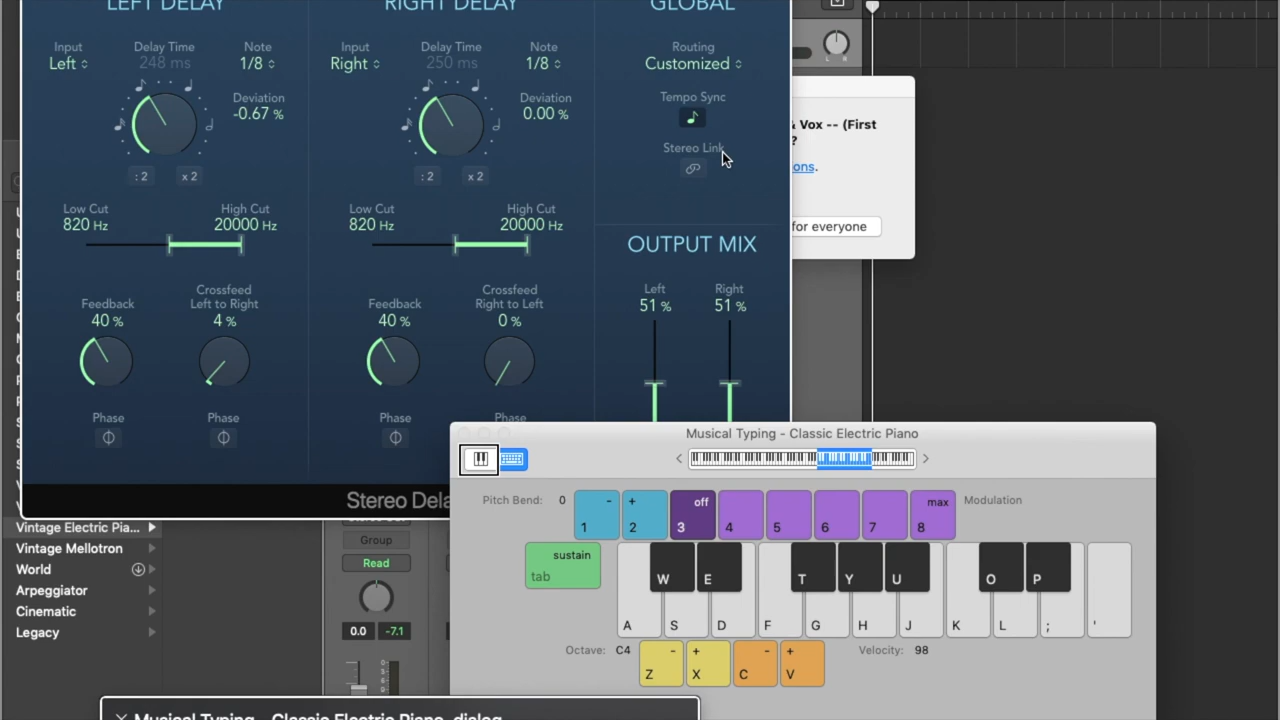 LEFT DELAY RIGHT DELAY GLOBAL
Input Delay Time Note Input Delay Time Note Routing
Left 248 ms 1/8 Right 250 ms 1/8 Customized
Deviation Deviation Tempo Sync
-0.67 % 0.00 %
Stereo Link
: 2 x 2 : 2 x 2
Low Cut High Cut Low Cut High Cut
820 Hz 20000 Hz 820 Hz 20000 Hz
OUTPUT MIX
Feedback Crossfeed Left to Right Feedback Crossfeed Right to Left Left Right
40 % 4 % 40 % 0 % 51 % 51 %
Phase Phase Phase Phase
Stereo Dela
L R
& Vox -- (First
?
ons.
for everyone
Musical Typing - Classic Electric Piano
Pitch Bend: 0 - + off max Modulation
1 2 3 4 5 6 7 8
sustain
tab
W E T Y U O P
A S D F G H J K L ; '
Octave: C4 - + - + Velocity: 98
Z X C V
Vintage Electric Pia...
Vintage Mellotron
World
Arpeggiator
Cinematic
Legacy
Group
Read
0.0 -7.1
3
6
Musical Typing - Classic Electric Piano dialog